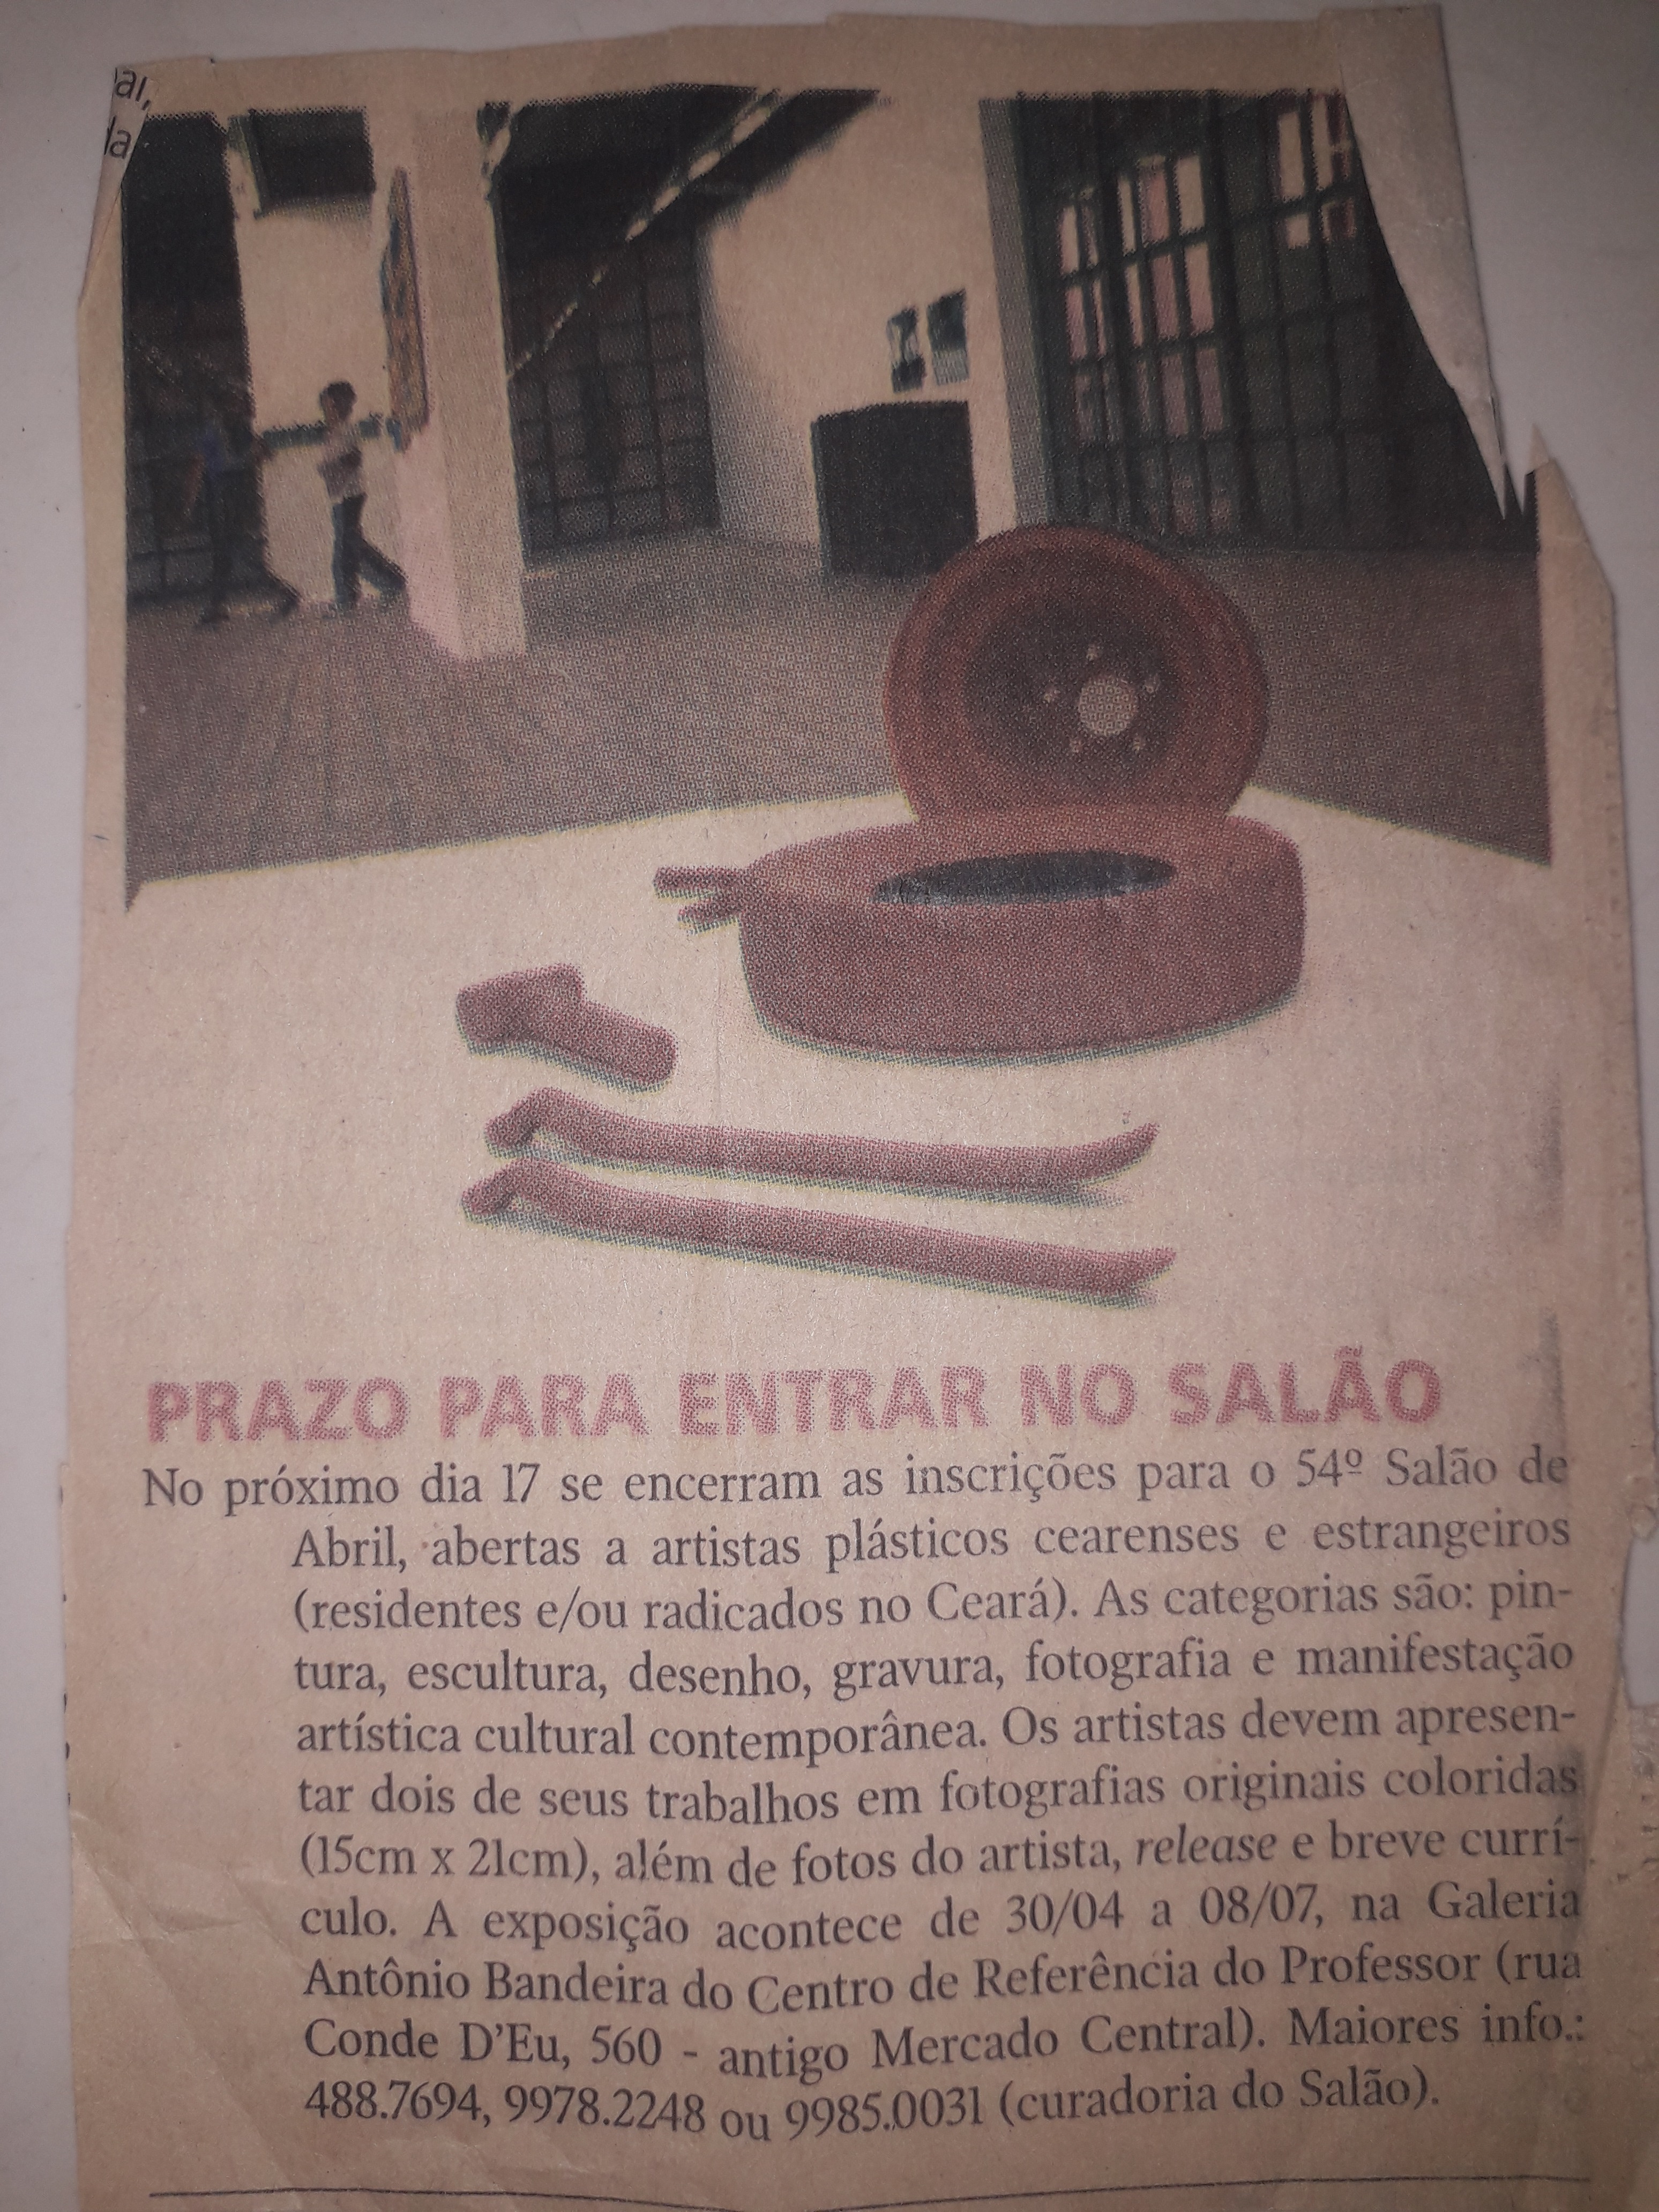 al,
da
PRAZO PARA ENTRAR NO SALÃO
No próximo dia 17 se encerram as inscrições para o 54º Salão de
Abril, abertas a artistas plásticos cearenses e estrangeiros
(residentes e/ou radicados no Ceará). As categorias são: pin-
tura, escultura, desenho, gravura, fotografia e manifestação
artística cultural contemporânea. Os artistas devem apresen-
tar dois de seus trabalhos em fotografias originais coloridas
(15cm x 21cm), além de fotos do artista, release e breve currí-
culo. A exposição acontece de 30/04 a 08/07, na Galeria
Antônio Bandeira do Centro de Referência do Professor (rua
Conde D'Eu, 560 - antigo Mercado Central). Maiores info.:
488.7694, 9978.2248 ou 9985.0031 (curadoria do Salão).